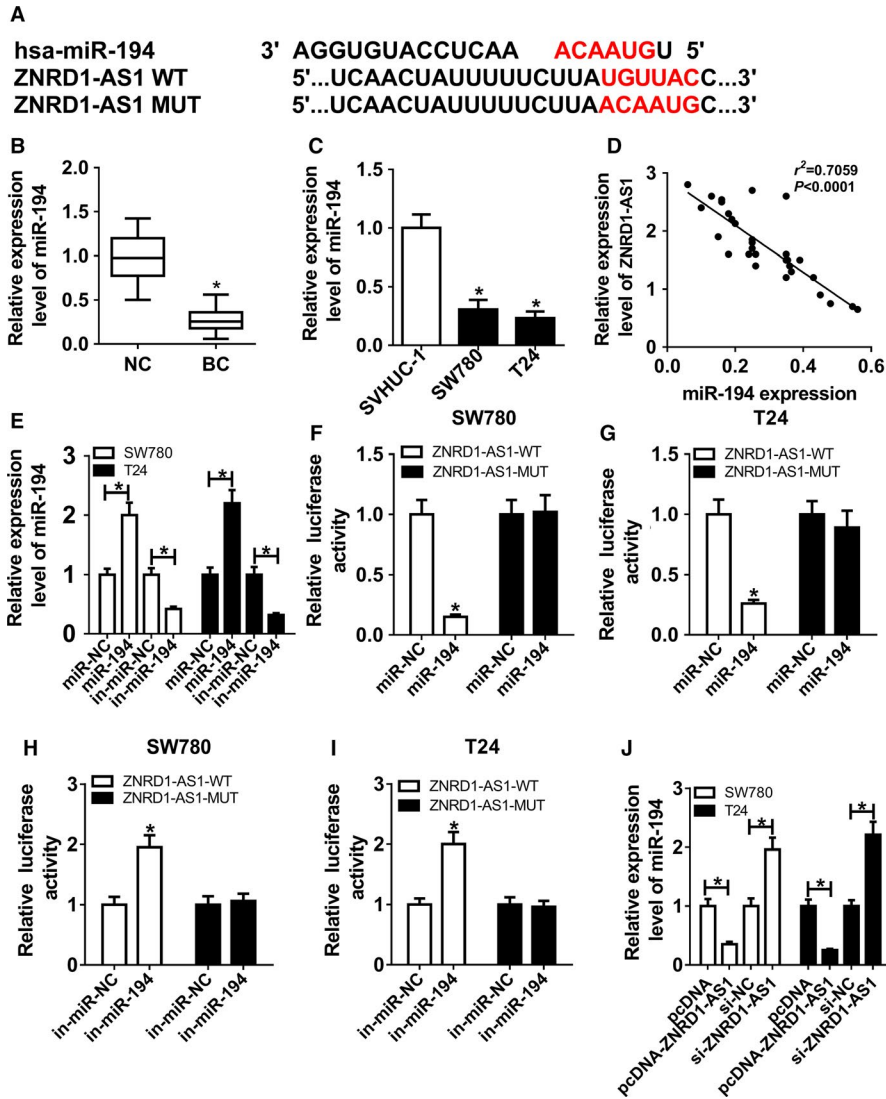 A
hsa-miR-194 3' AGGUGUACCUCAA ACAAUGU 5'
ZNRD1-AS1 WT 5'...UCAACUAUUUUUCUUAUGUUACC...3'
ZNRD1-AS1 MUT 5'...UCAACUAUUUUUCUUAACAAUGC...3'
B
Relative expression
level of miR-194
2.0
1.5
1.0
0.5
0.0
*
NC BC
C
Relative expression
level of miR-194
1.5
1.0
0.5
0.0
* *
SVHUC-1 SW780 T24
D
Relative expression
level of ZNRD1-AS1
3
2
1
0
r²=0.7059
P<0.0001
0.0 0.2 0.4 0.6
miR-194 expression
E
SW780
T24
Relative expression
level of miR-194
3
2
1
0
* * * *
miR-NC miR-194 in-miR-NC in-miR-194 miR-NC miR-194 in-miR-NC in-miR-194
F
SW780
ZNRD1-AS1-WT
ZNRD1-AS1-MUT
Relative luciferase
activity
1.5
1.0
0.5
0.0
*
miR-NC miR-194 miR-NC miR-194
G
T24
ZNRD1-AS1-WT
ZNRD1-AS1-MUT
Relative luciferase
activity
1.5
1.0
0.5
0.0
*
miR-NC miR-194 miR-NC miR-194
H
SW780
ZNRD1-AS1-WT
ZNRD1-AS1-MUT
Relative luciferase
activity
3
2
1
0
*
in-miR-NC in-miR-194 in-miR-NC in-miR-194
I
T24
ZNRD1-AS1-WT
ZNRD1-AS1-MUT
Relative luciferase
activity
3
2
1
0
*
in-miR-NC in-miR-194 in-miR-NC in-miR-194
J
SW780
T24
Relative expression
level of miR-194
3
2
1
0
* * * *
pcDNA pcDNA-ZNRD1-AS1 si-NC si-ZNRD1-AS1 pcDNA pcDNA-ZNRD1-AS1 si-NC si-ZNRD1-AS1